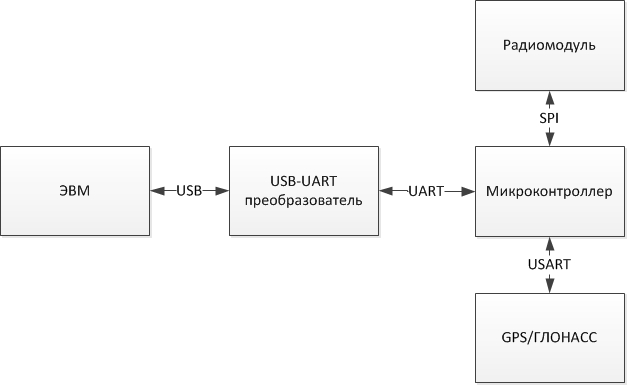 Радиомодуль
SPI
ЭВМ
USB
USB-UART
преобразователь
UART
Микроконтроллер
USART
GPS/ГЛОНАСС